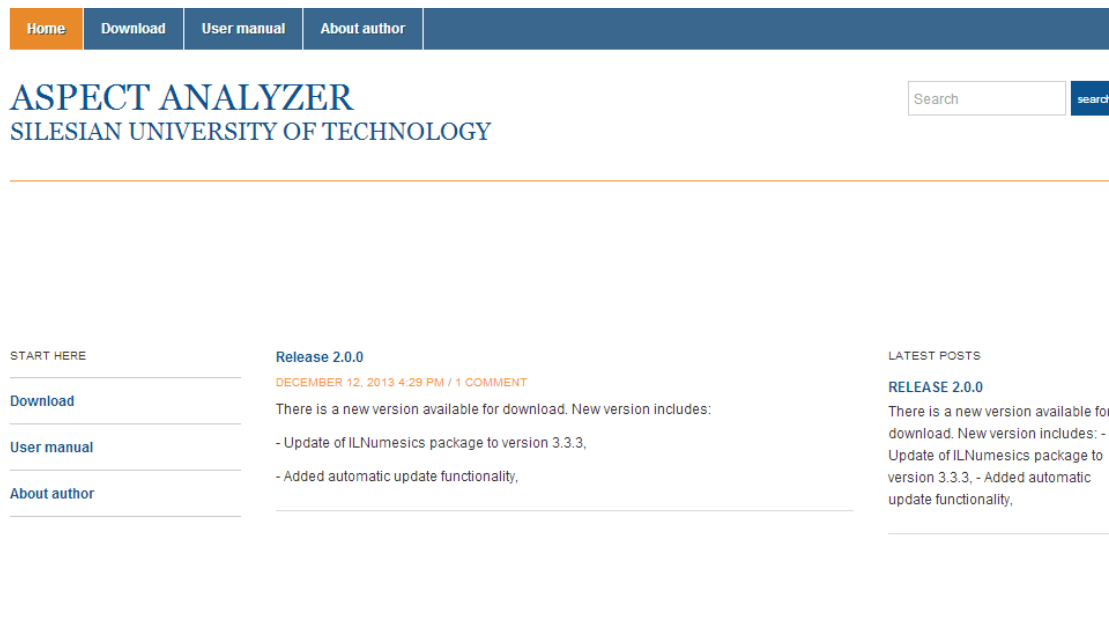 Home Download User manual About author
ASPECT ANALYZER
SILESIAN UNIVERSITY OF TECHNOLOGY
Search search
START HERE
Download
User manual
About author
Release 2.0.0
DECEMBER 12, 2013 4:29 PM / 1 COMMENT
There is a new version available for download. New version includes:
- Update of ILNumesics package to version 3.3.3,
- Added automatic update functionality,
LATEST POSTS
RELEASE 2.0.0
There is a new version available for
download. New version includes: -
Update of ILNumesics package to
version 3.3.3, - Added automatic
update functionality,